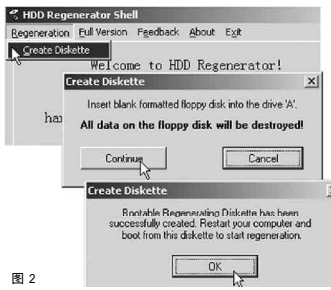 HDD Regenerator Shell
Regeneration Full Version Feedback About Exit
Create Diskette
Welcome to HDD Regenerator!
har
Create Diskette
Insert blank formatted floppy disk into the drive 'A'.
All data on the floppy disk will be destroyed!
Continue Cancel
Create Diskette
Bootable Regenerating Diskette has been
successfully created. Restart your computer and
boot from this diskette to start regeneration.
OK
图 2